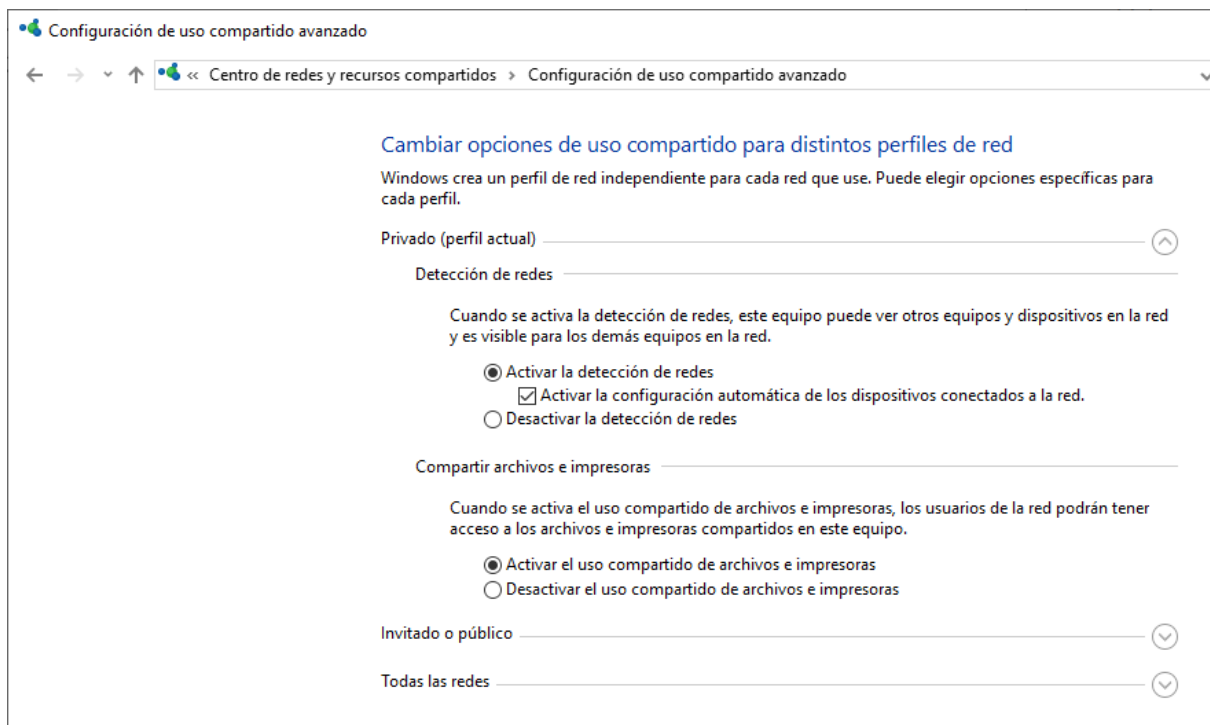 Configuración de uso compartido avanzado
« Centro de redes y recursos compartidos > Configuración de uso compartido avanzado
Cambiar opciones de uso compartido para distintos perfiles de red
Windows crea un perfil de red independiente para cada red que use. Puede elegir opciones específicas para
cada perfil.
Privado (perfil actual)
Detección de redes
Cuando se activa la detección de redes, este equipo puede ver otros equipos y dispositivos en la red
y es visible para los demás equipos en la red.
Activar la detección de redes
Activar la configuración automática de los dispositivos conectados a la red.
Desactivar la detección de redes
Compartir archivos e impresoras
Cuando se activa el uso compartido de archivos e impresoras, los usuarios de la red podrán tener
acceso a los archivos e impresoras compartidos en este equipo.
Activar el uso compartido de archivos e impresoras
Desactivar el uso compartido de archivos e impresoras
Invitado o público
Todas las redes